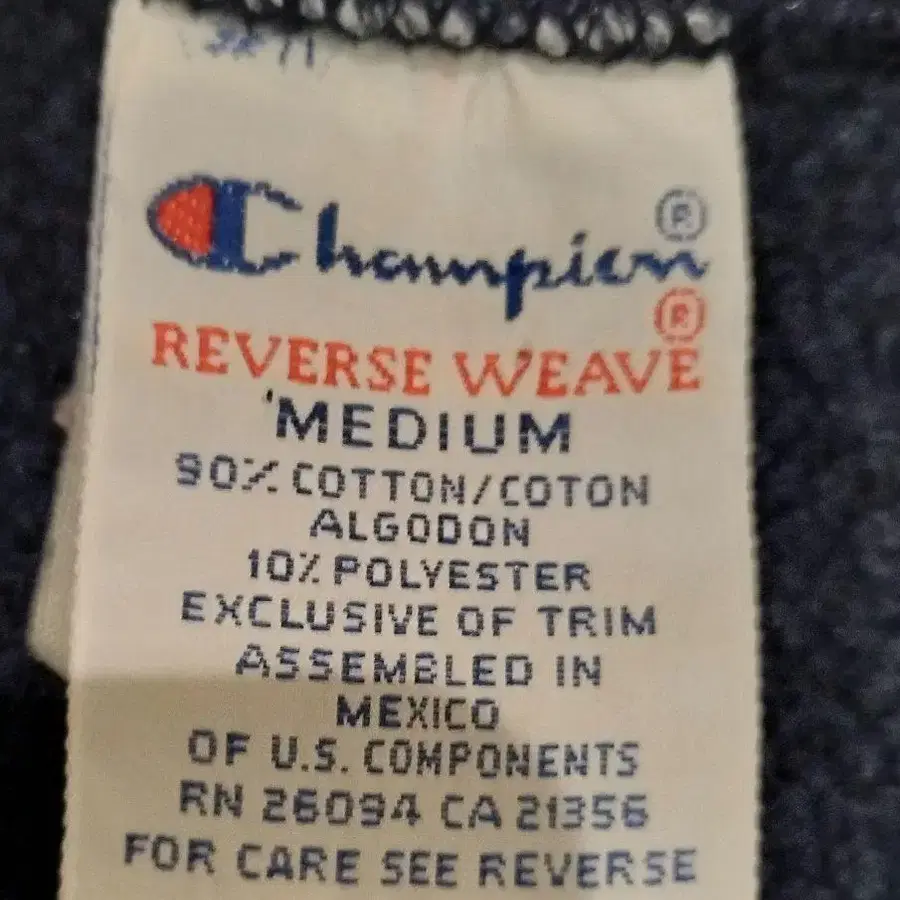 Champion ®
®
REVERSE WEAVE
'MEDIUM
90% COTTON/COTON
ALGODON
10% POLYESTER
EXCLUSIVE OF TRIM
ASSEMBLED IN
MEXICO
OF U.S. COMPONENTS
RN 26094 CA 21356
FOR CARE SEE REVERSE